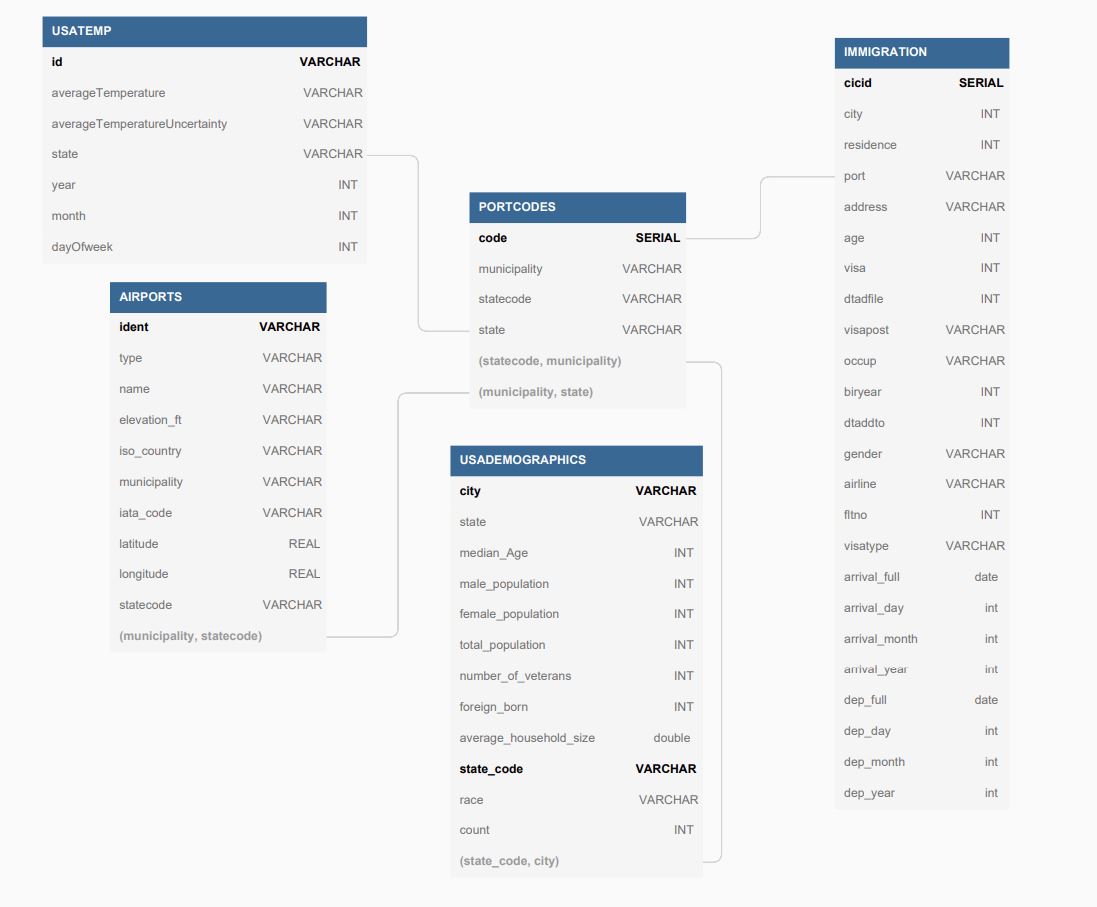 USATEMP
id VARCHAR
averageTemperature VARCHAR
averageTemperatureUncertainty VARCHAR
state VARCHAR
year INT
month INT
dayOfweek INT
AIRPORTS
ident VARCHAR
type VARCHAR
name VARCHAR
elevation_ft VARCHAR
iso_country VARCHAR
municipality VARCHAR
iata_code VARCHAR
latitude REAL
longitude REAL
statecode VARCHAR
(municipality, statecode)
PORTCODES
code SERIAL
municipality VARCHAR
statecode VARCHAR
state VARCHAR
(statecode, municipality)
(municipality, state)
USADEMOGRAPHICS
city VARCHAR
state VARCHAR
median_Age INT
male_population INT
female_population INT
total_population INT
number_of_veterans INT
foreign_born INT
average_household_size double
state_code VARCHAR
race VARCHAR
count INT
(state_code, city)
IMMIGRATION
cicid SERIAL
city INT
residence INT
port VARCHAR
address VARCHAR
age INT
visa INT
dtadfile INT
visapost VARCHAR
occup VARCHAR
biryear INT
dtaddto INT
gender VARCHAR
airline VARCHAR
fltno INT
visatype VARCHAR
arrival_full date
arrival_day int
arrival_month int
arrival_year int
dep_full date
dep_day int
dep_month int
dep_year int